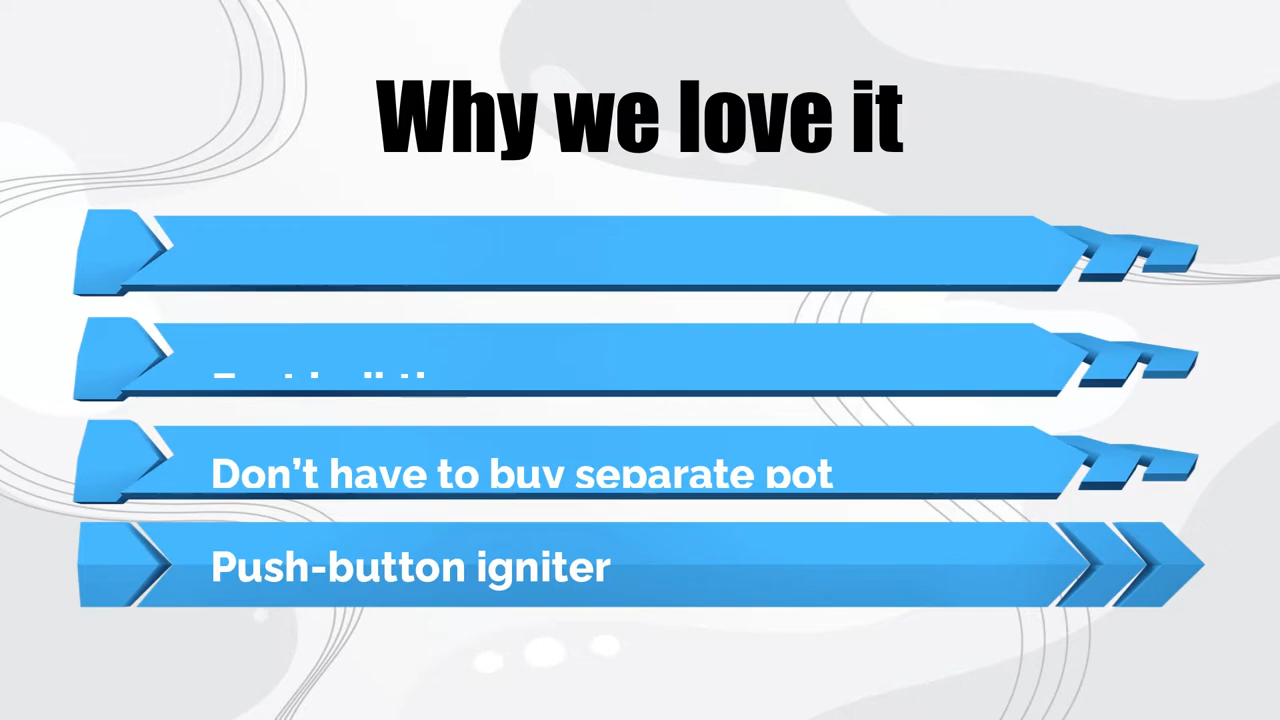 Why we love it
Don't have to buy separate pot
Push-button igniter